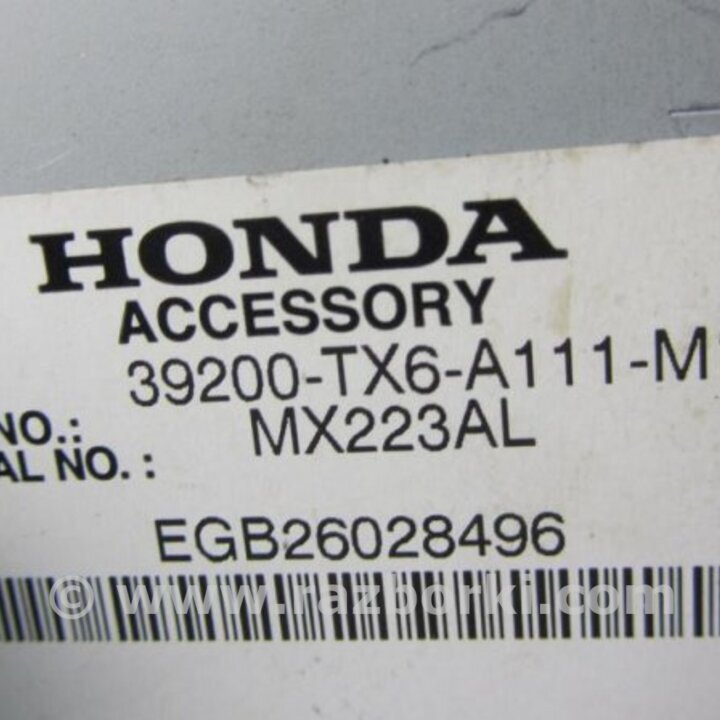 HONDA
ACCESSORY
39200-TX6-A111-M
NO.: MX223AL
AL NO. :
EGB26028496
© www.razborki.com